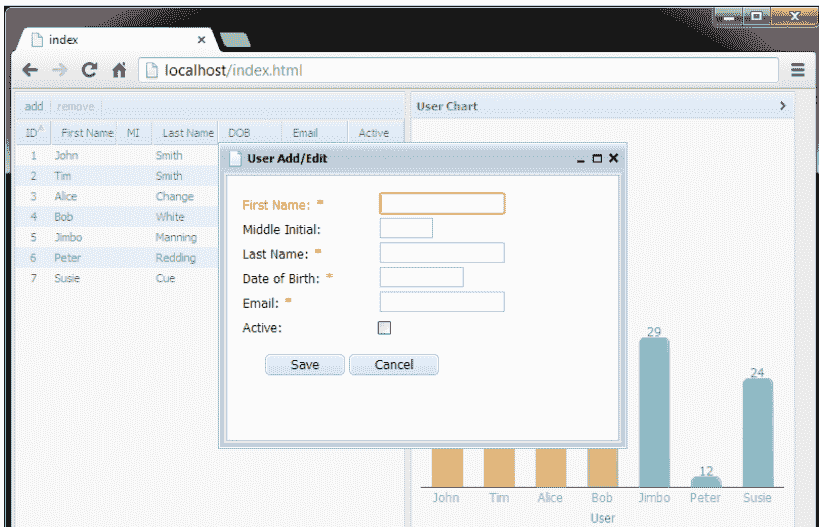 index
localhost/index.html
add remove
User Chart
ID First Name MI Last Name DOB Email Active
1 John Smith
2 Tim Smith
3 Alice Change
4 Bob White
5 Jimbo Manning
6 Peter Redding
7 Susie Cue
User Add/Edit
First Name: *
Middle Initial:
Last Name: *
Date of Birth: *
Email: *
Active:
Save Cancel
29
24
12
John Tim Alice Bob Jimbo Peter Susie
User